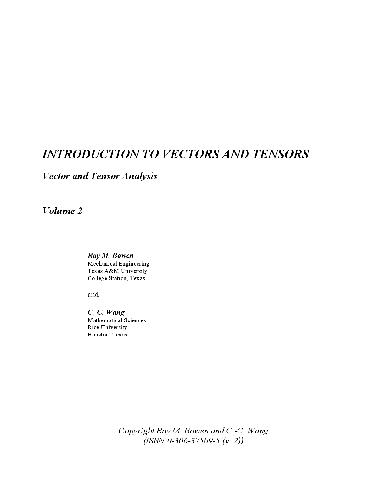 INTRODUCTION TO VECTORS AND TENSORS
Vector and Tensor Analysis
Volume 2
Ray M. Bowen
Mechanical Engineering
Texas A&M University
College Station, Texas
and
C.-C. Wang
Mathematical Sciences
Rice University
Houston, Texas
Copyright Ray M. Bowen and C.-C. Wang
(ISBN (v. 2))